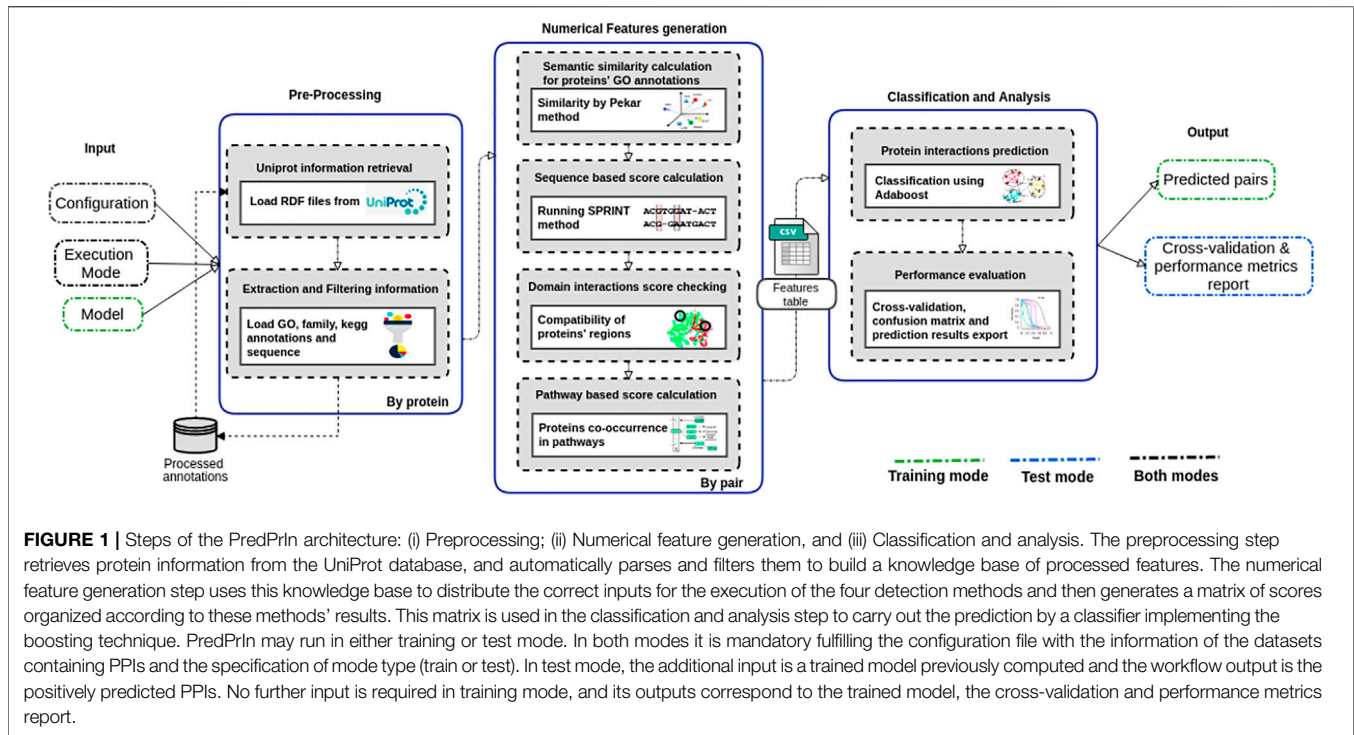 Numerical Features generation
Pre-Processing
Classification and Analysis
Input
Output
Configuration
Execution
Mode
Model
Uniprot information retrieval
Load RDF files from
UniProt
Extraction and Filtering information
Load GO, family, kegg
annotations and
sequence
By protein
Processed
annotations
Semantic similarity calculation
for proteins' GO annotations
Similarity by Pekar
method
Sequence based score calculation
Running SPRINT
method
ACGTGGAT-ACT
ACG-GAATGACT
Domain interactions score checking
Compatibility of
proteins' regions
Pathway based score calculation
Proteins co-occurrence
in pathways
By pair
CSV
Features
table
Protein interactions prediction
Classification using
Adaboost
Performance evaluation
Cross-validation,
confusion matrix and
prediction results export
Predicted pairs
Cross-validation &
performance metrics
report
Training mode
Test mode
Both modes
FIGURE 1 | Steps of the PredPrIn architecture: (i) Preprocessing; (ii) Numerical feature generation, and (iii) Classification and analysis. The preprocessing step
retrieves protein information from the UniProt database, and automatically parses and filters them to build a knowledge base of processed features. The numerical
feature generation step uses this knowledge base to distribute the correct inputs for the execution of the four detection methods and then generates a matrix of scores
organized according to these methods' results. This matrix is used in the classification and analysis step to carry out the prediction by a classifier implementing the
boosting technique. PredPrIn may run in either training or test mode. In both modes it is mandatory fulfilling the configuration file with the information of the datasets
containing PPIs and the specification of mode type (train or test). In test mode, the additional input is a trained model previously computed and the workflow output is the
positively predicted PPIs. No further input is required in training mode, and its outputs correspond to the trained model, the cross-validation and performance metrics
report.